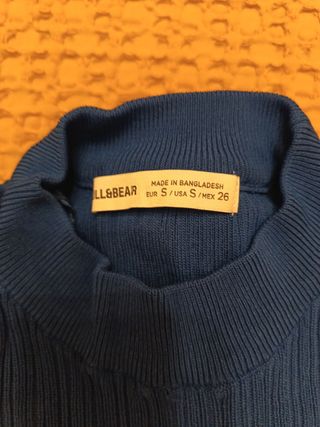 LL&BEAR
MADE IN BANGLADESH
EUR S / USA S / MEX 26